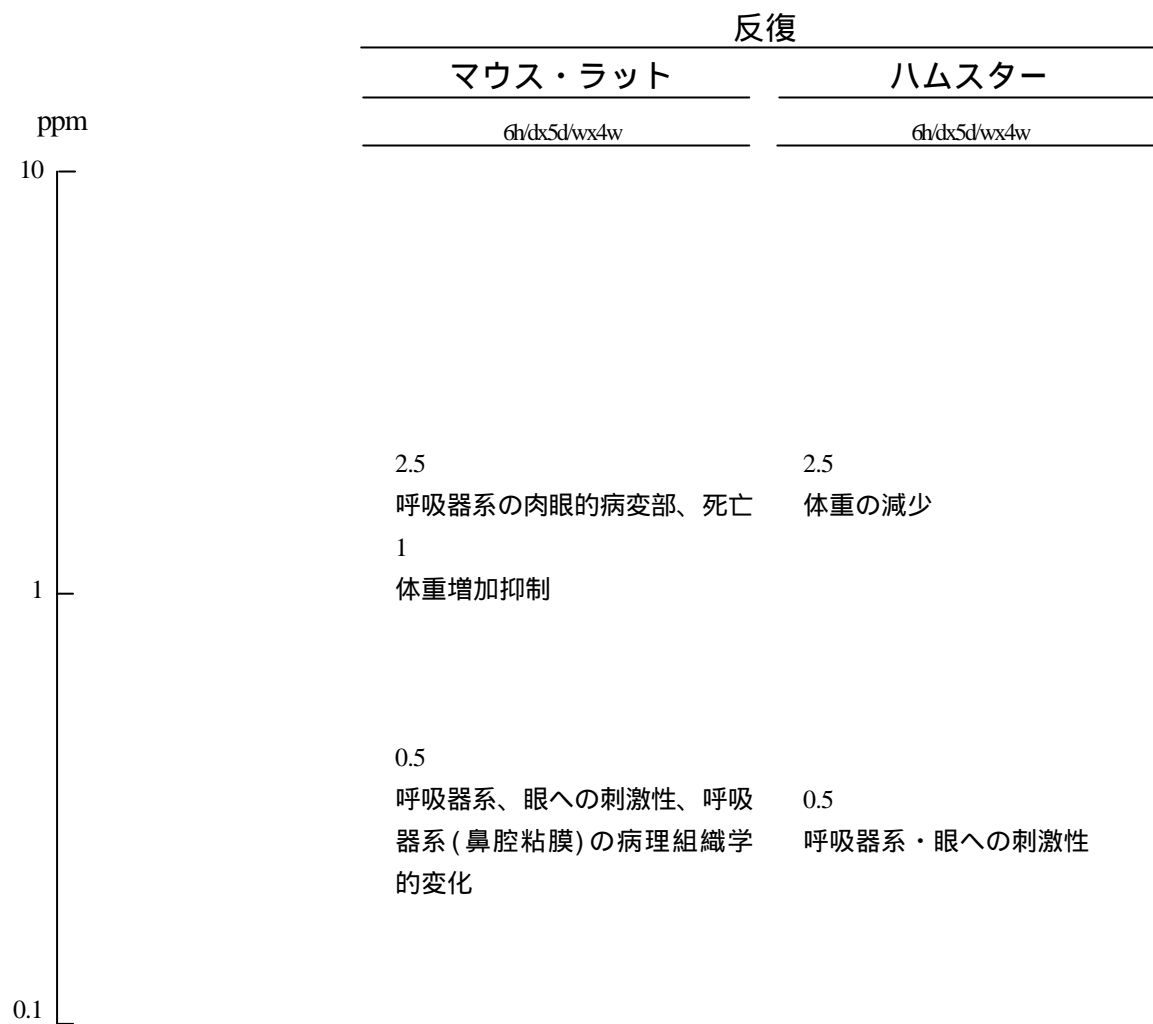 反復
マウス・ラット
ハムスター
ppm
6h/dx5d/wx4w
6h/dx5d/wx4w
10
2.5
呼吸器系の肉眼的病変部、死亡
1
体重増加抑制
2.5
体重の減少
1
0.5
呼吸器系、眼への刺激性、呼吸
器系(鼻腔粘膜)の病理組織学
的変化
0.5
呼吸器系・眼への刺激性
0.1